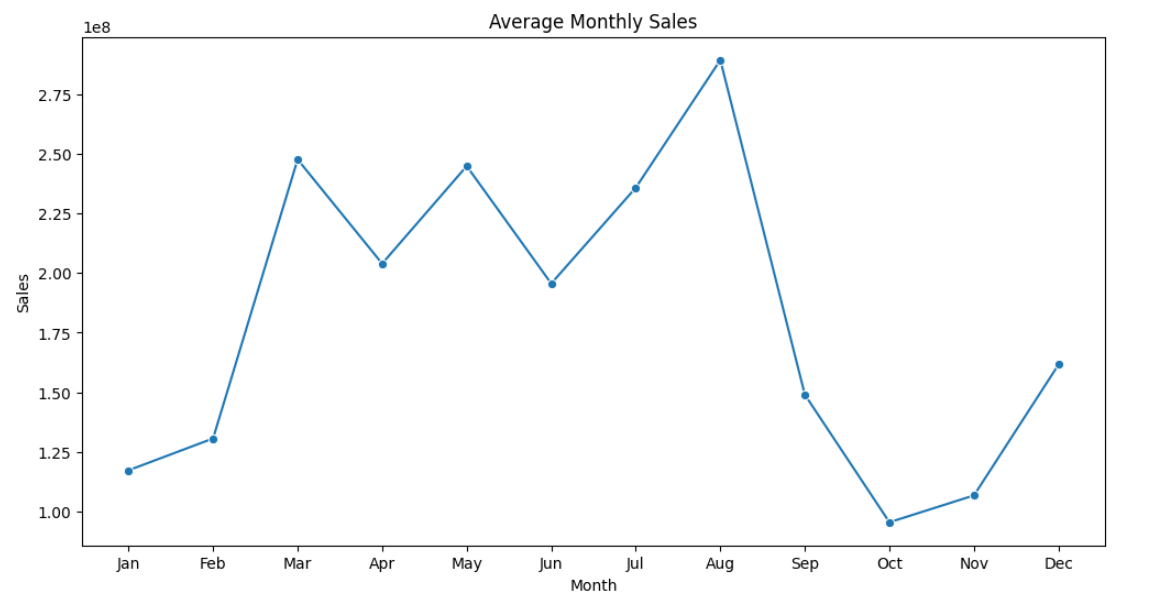 Average Monthly Sales
1e8
2.75
2.50
2.25
2.00
1.75
1.50
1.25
1.00
Sales
Jan Feb Mar Apr May Jun Jul Aug Sep Oct Nov Dec
Month